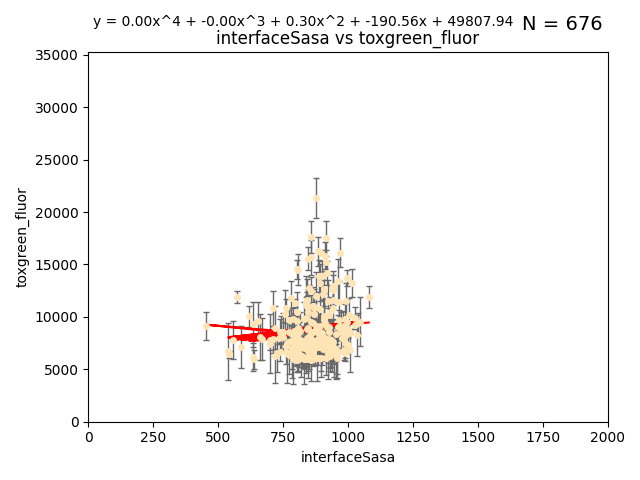 y = 0.00x^4 + -0.00x^3 + 0.30x^2 + -190.56x + 49807.94 N = 676
interfaceSasa vs toxgreen_fluor
35000
30000
25000
20000
15000
10000
5000
0
toxgreen_fluor
0 250 500 750 1000 1250 1500 1750 2000
interfaceSasa